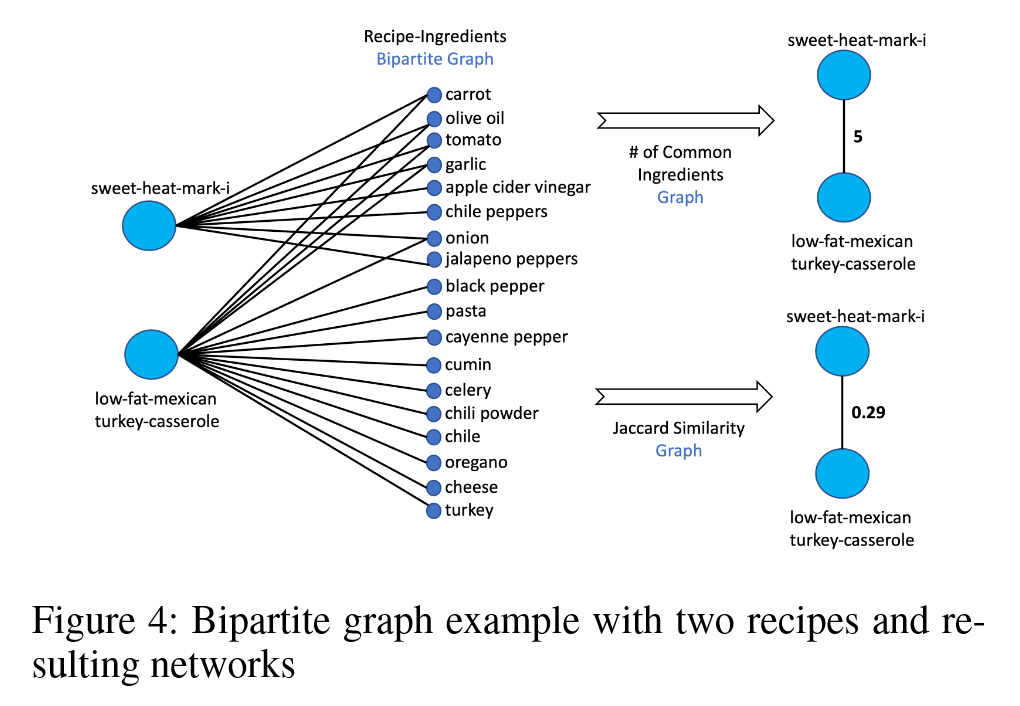 Recipe-Ingredients
Bipartite Graph
sweet-heat-mark-i
low-fat-mexican
turkey-casserole
carrot
olive oil
tomato
garlic
apple cider vinegar
chile peppers
onion
jalapeno peppers
black pepper
pasta
cayenne pepper
cumin
celery
chili powder
chile
oregano
cheese
turkey
# of Common
Ingredients
Graph
sweet-heat-mark-i
5
low-fat-mexican
turkey-casserole
Jaccard Similarity
Graph
sweet-heat-mark-i
0.29
low-fat-mexican
turkey-casserole
Figure 4: Bipartite graph example with two recipes and re-
sulting networks